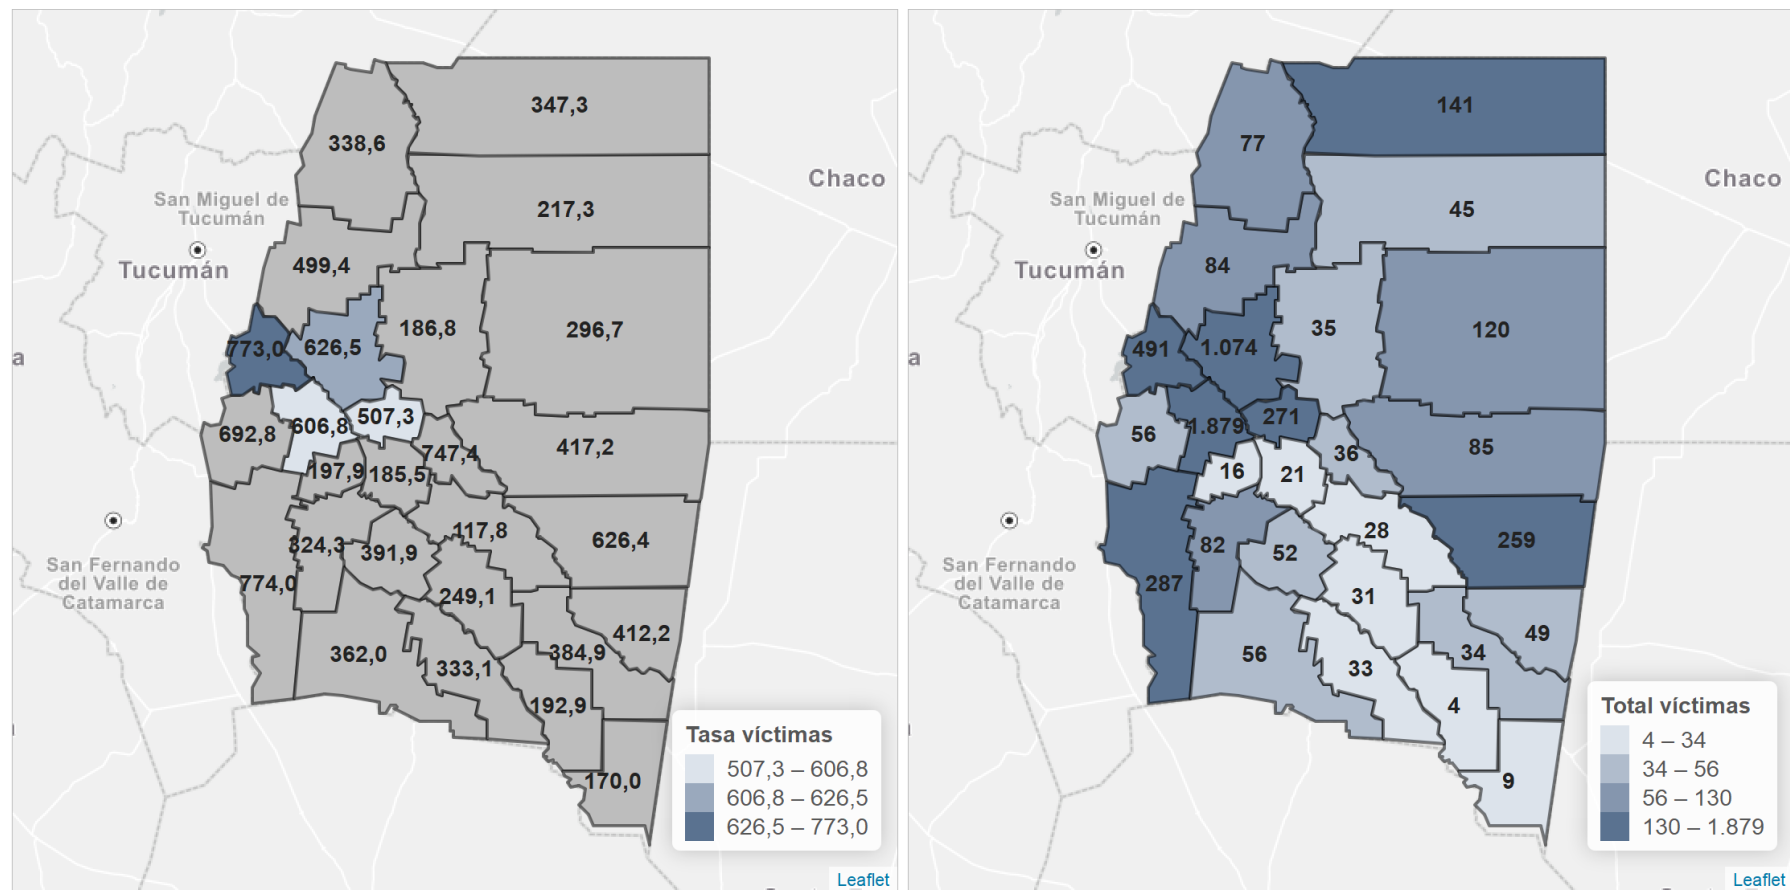 347,3
338,6
Chaco
San Miguel de
Tucumán
217,3
Tucumán
499,4
186,8
296,7
773,0
626,5
a
507,3
606,8
692,8
747,4
417,2
197,9
185,5
117,8
626,4
324,3
391,9
San Fernando
del Valle de
Catamarca
774,0
249,1
412,2
362,0
384,9
333,1
192,9
170,0
Tasa víctimas
507,3 – 606,8
606,8 – 626,5
626,5 – 773,0
Leaflet
141
77
Chaco
San Miguel de
Tucumán
45
Tucumán
84
35
120
491
1.074
a
271
1.879
56
36
85
16
21
28
259
82
52
San Fernando
del Valle de
Catamarca
287
31
49
56
34
33
4
9
Total víctimas
4 – 34
34 – 56
56 – 130
130 – 1.879
Leaflet